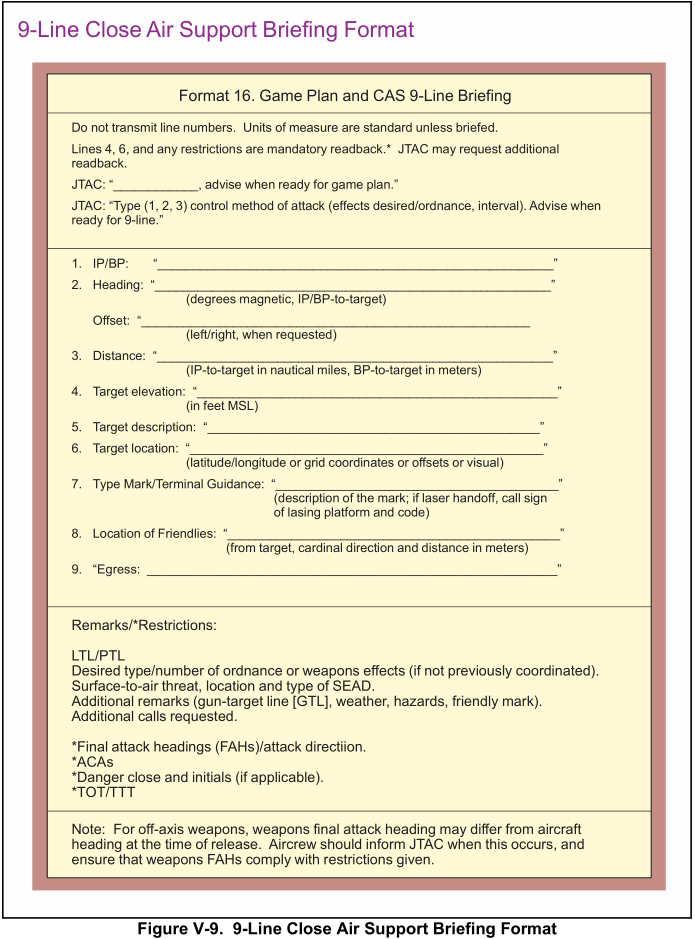 9-Line Close Air Support Briefing Format
Format 16. Game Plan and CAS 9-Line Briefing
Do not transmit line numbers.  Units of measure are standard unless briefed.
Lines 4, 6, and any restrictions are mandatory readback.*  JTAC may request additional
readback.
JTAC: “____________, advise when ready for game plan.”
JTAC: “Type (1, 2, 3) control method of attack (effects desired/ordnance, interval). Advise when
ready for 9-line.”
1. IP/BP: “________________________________________________________”
2. Heading: “________________________________________________________”
(degrees magnetic, IP/BP-to-target)
Offset: “_______________________________________________________
(left/right, when requested)
3. Distance: “________________________________________________________”
(IP-to-target in nautical miles, BP-to-target in meters)
4. Target elevation: “___________________________________________________”
(in feet MSL)
5. Target description: “_______________________________________________”
6. Target location: “__________________________________________________”
(latitude/longitude or grid coordinates or offsets or visual)
7. Type Mark/Terminal Guidance: “________________________________________”
(description of the mark; if laser handoff, call sign
of lasing platform and code)
8. Location of Friendlies: “_______________________________________________”
(from target, cardinal direction and distance in meters)
9. “Egress: __________________________________________________________”
Remarks/*Restrictions:
LTL/PTL
Desired type/number of ordnance or weapons effects (if not previously coordinated).
Surface-to-air threat, location and type of SEAD.
Additional remarks (gun-target line [GTL], weather, hazards, friendly mark).
Additional calls requested.
*Final attack headings (FAHs)/attack directiion.
*ACAs
*Danger close and initials (if applicable).
*TOT/TTT
Note:  For off-axis weapons, weapons final attack heading may differ from aircraft
heading at the time of release.  Aircrew should inform JTAC when this occurs, and
ensure that weapons FAHs comply with restrictions given.
Figure V-9.  9-Line Close Air Support Briefing Format